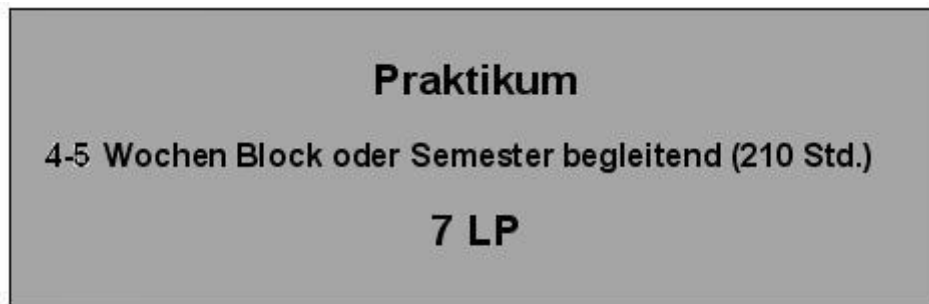 Praktikum
4-5 Wochen Block oder Semester begleitend (210 Std.)
7 LP